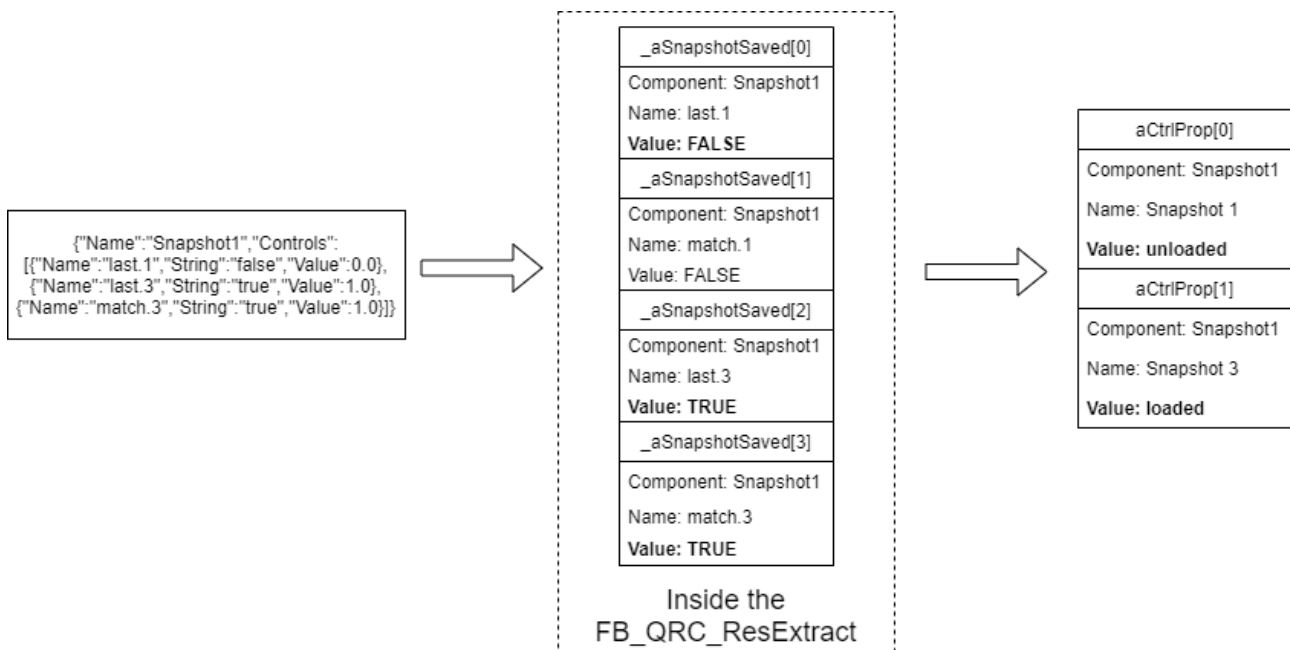 {"Name":"Snapshot1","Controls":
[{"Name":"last.1","String":"false","Value":0.0},
{"Name":"last.3","String":"true","Value":1.0},
{"Name":"match.3","String":"true","Value":1.0}]}
_aSnapshotSaved[0]
Component: Snapshot1
Name: last.1
Value: FALSE
_aSnapshotSaved[1]
Component: Snapshot1
Name: match.1
Value: FALSE
_aSnapshotSaved[2]
Component: Snapshot1
Name: last.3
Value: TRUE
_aSnapshotSaved[3]
Component: Snapshot1
Name: match.3
Value: TRUE
Inside the
FB_QRC_ResExtract
aCtrlProp[0]
Component: Snapshot1
Name: Snapshot 1
Value: unloaded
aCtrlProp[1]
Component: Snapshot1
Name: Snapshot 3
Value: loaded